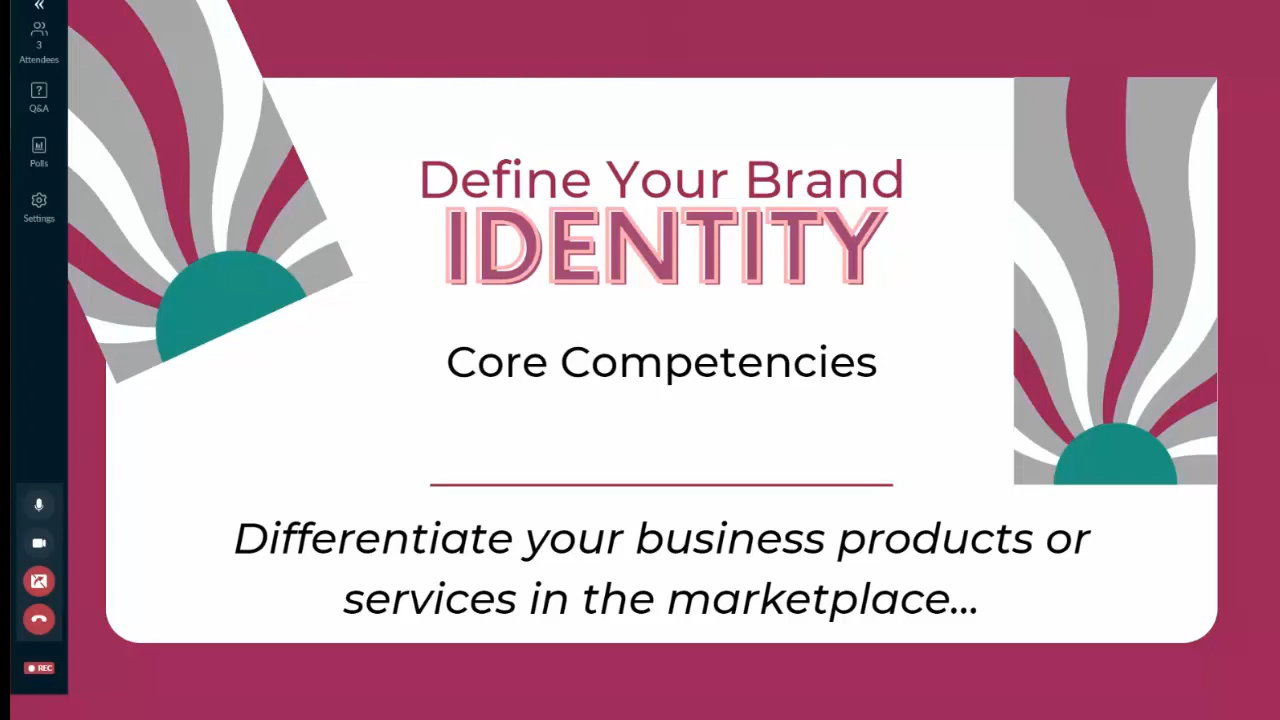 «
3
Attendees
?
Q&A
Polls
Settings
REC
Define Your Brand
IDENTITY
Core Competencies
Differentiate your business products or
services in the marketplace...